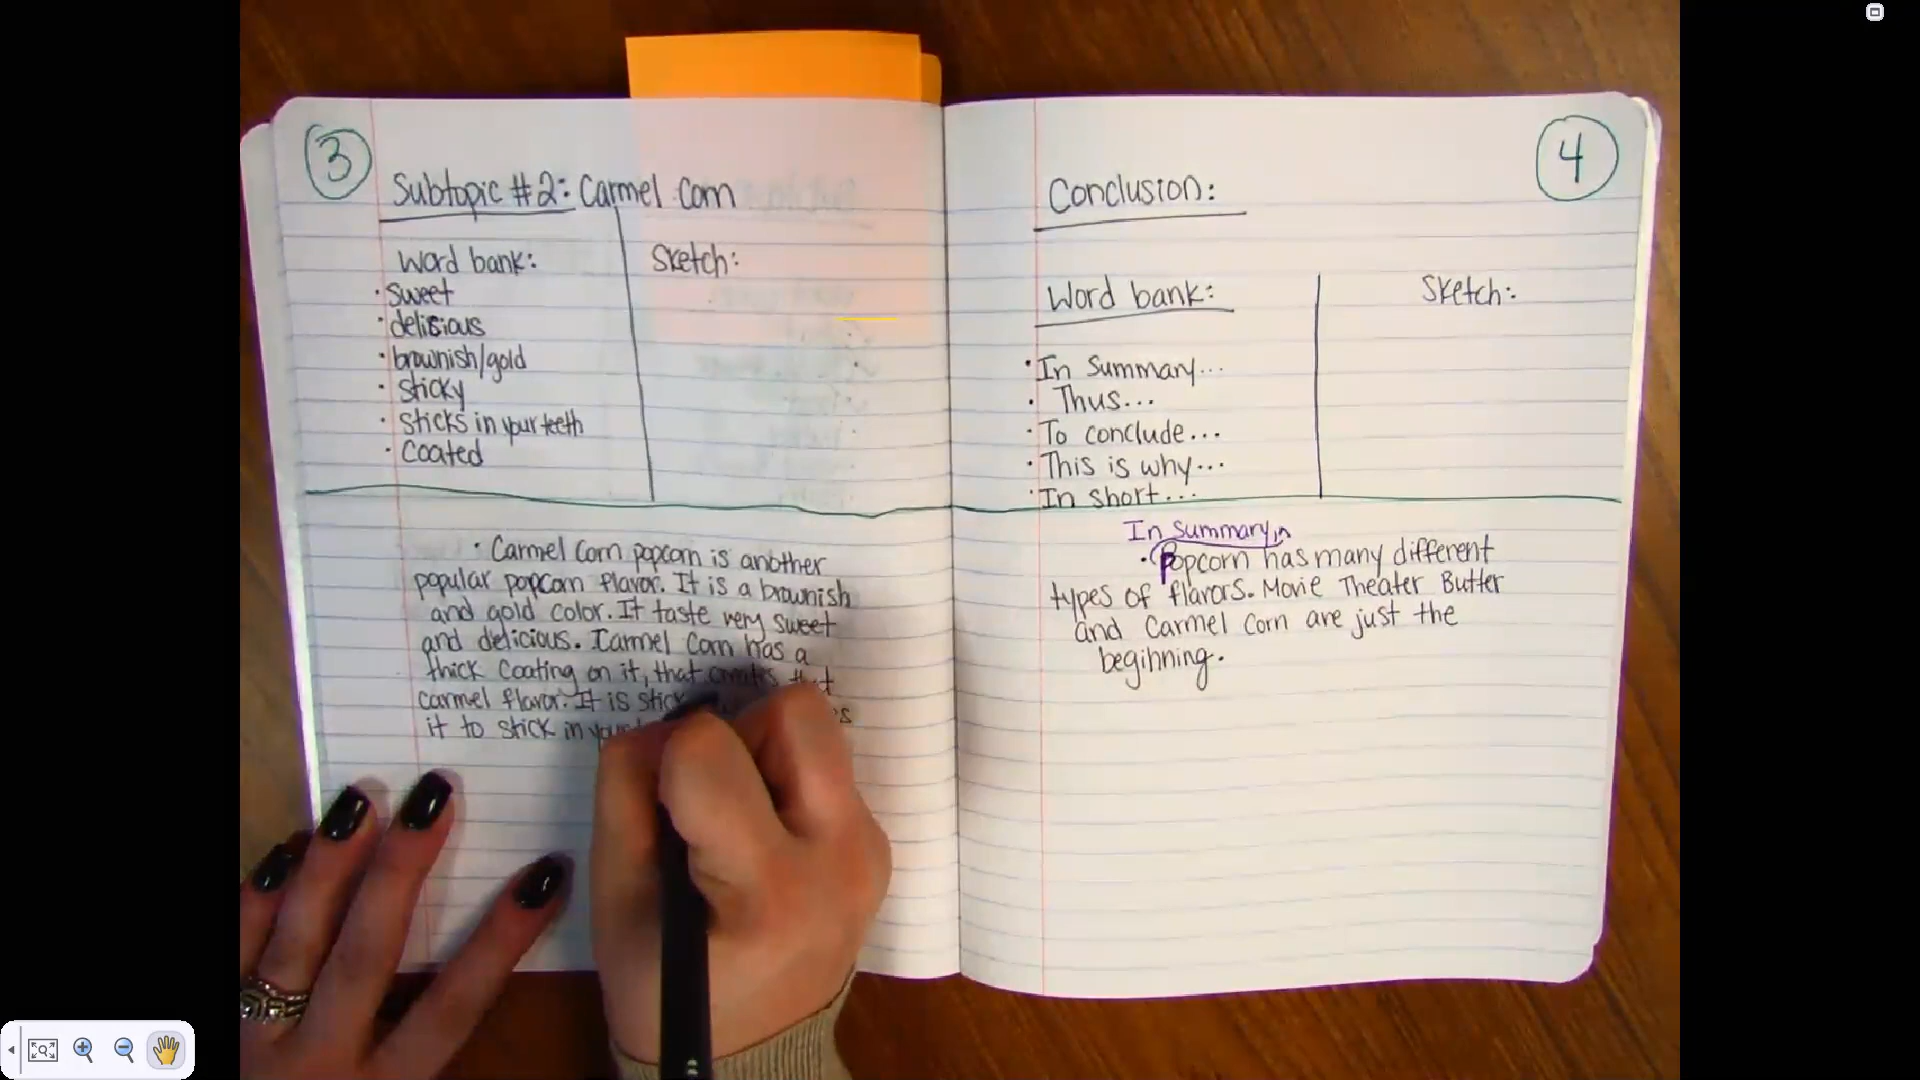 3
Subtopic #2: Carmel Corn
Word bank:
Sketch:
· sweet
· delicious
· brownish/gold
· sticky
· sticks in your teeth
· coated
· Carmel Corn popcorn is another
popular popcorn flavor. It is a brownish
and gold color. It taste very sweet
and delicious. Carmel Corn has a
thick coating on it, that creates that
carmel flavor. It is
it to stick in your
4
Conclusion:
Word bank:
Sketch:
· In Summary...
· Thus...
· To conclude...
· This is why...
· In short...
In summary,
· popcorn has many different
types of flavors. Movie Theater Butter
and Carmel Corn are just the
beginning.